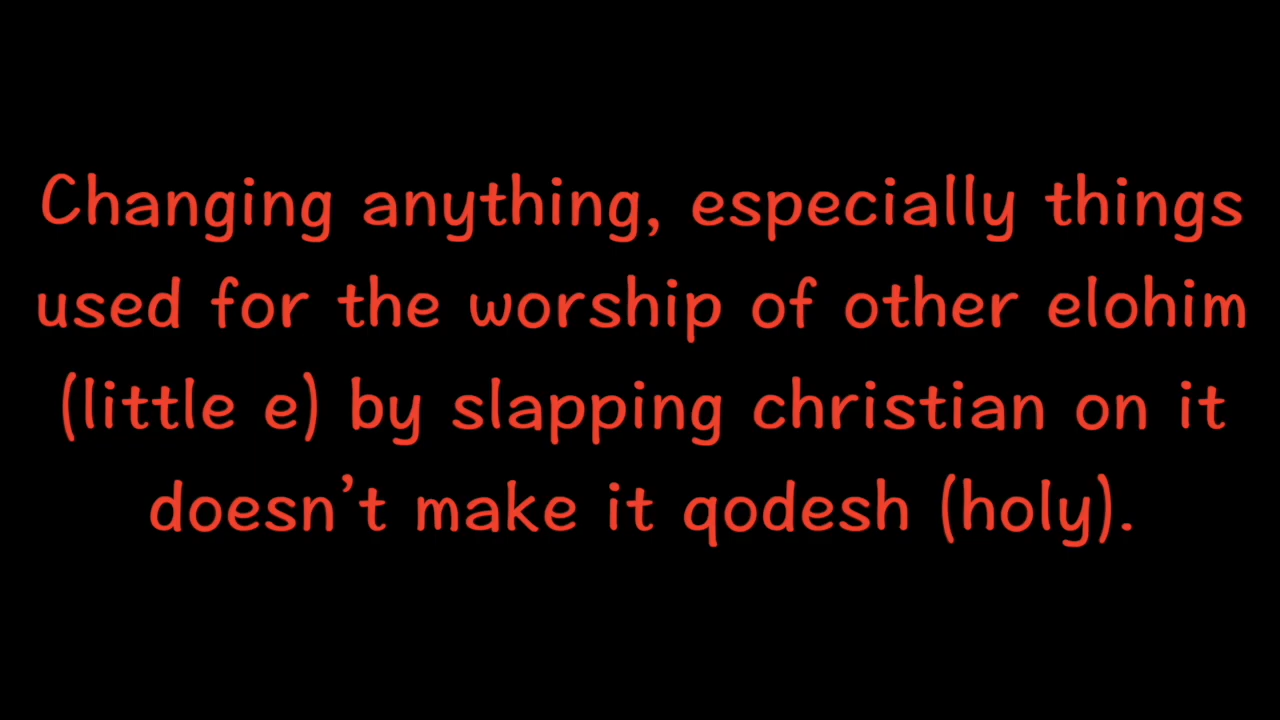 Changing anything, especially things
used for the worship of other elohim
(little e) by slapping christian on it
doesn’t make it qodesh (holy).